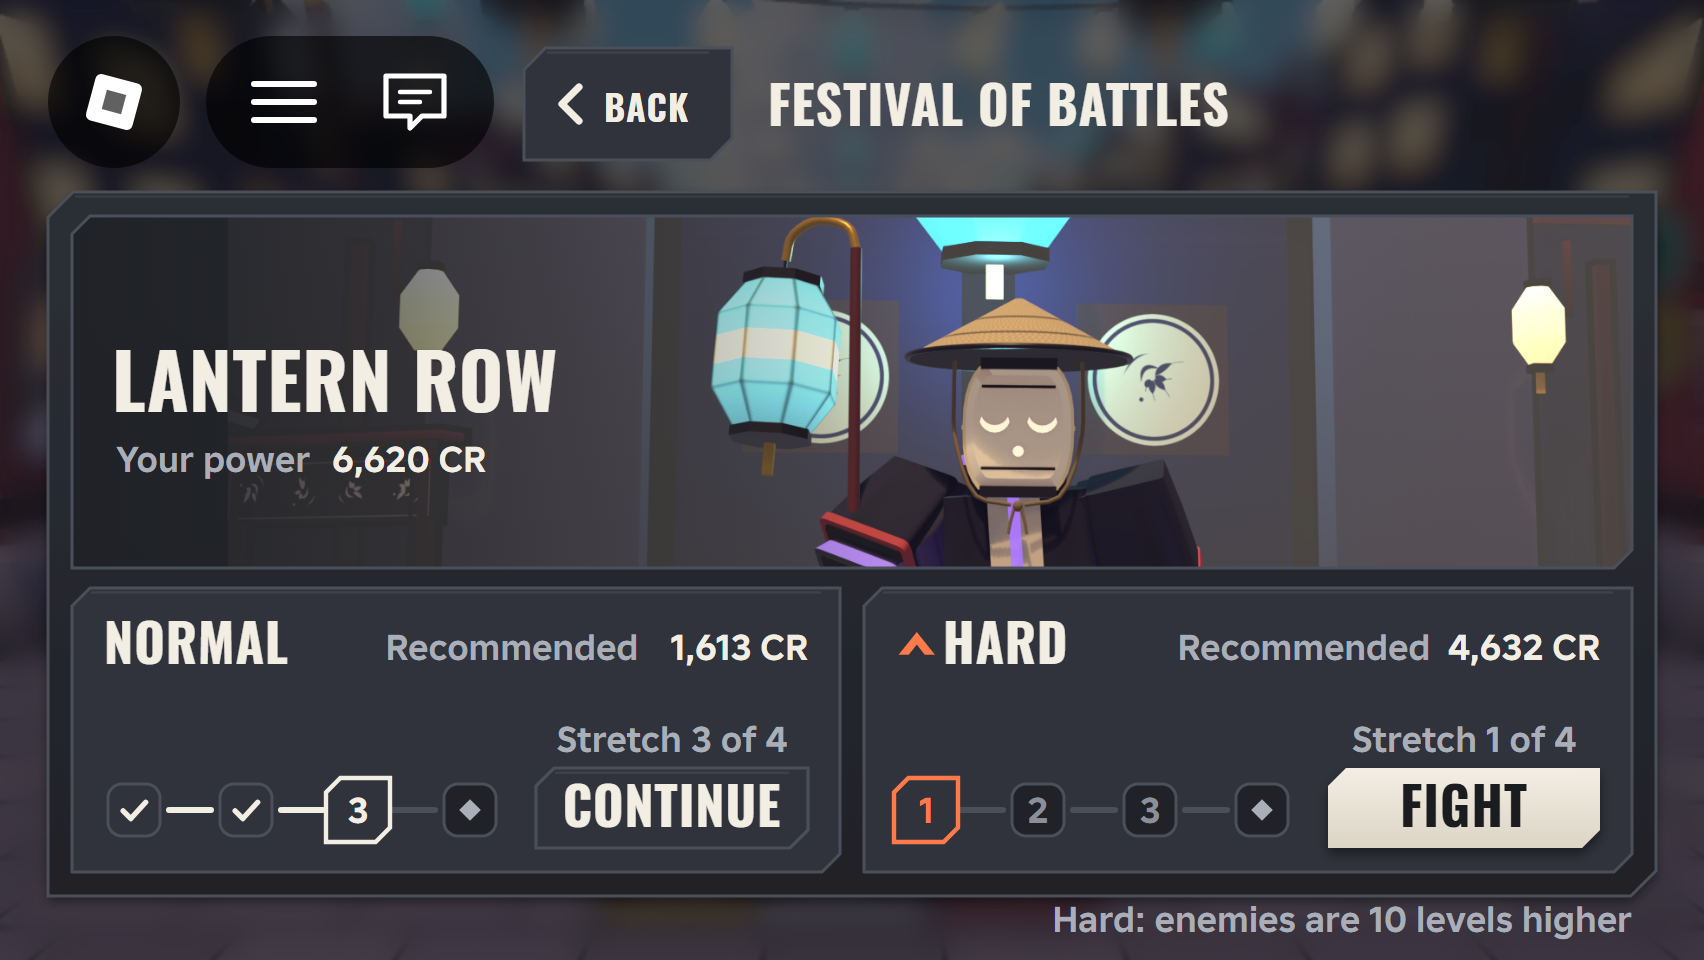 BACK
FESTIVAL OF BATTLES
LANTERN ROW
Your power 6,620 CR
NORMAL Recommended 1,613 CR
Stretch 3 of 4
3
CONTINUE
HARD Recommended 4,632 CR
Stretch 1 of 4
1 2 3
FIGHT
Hard: enemies are 10 levels higher